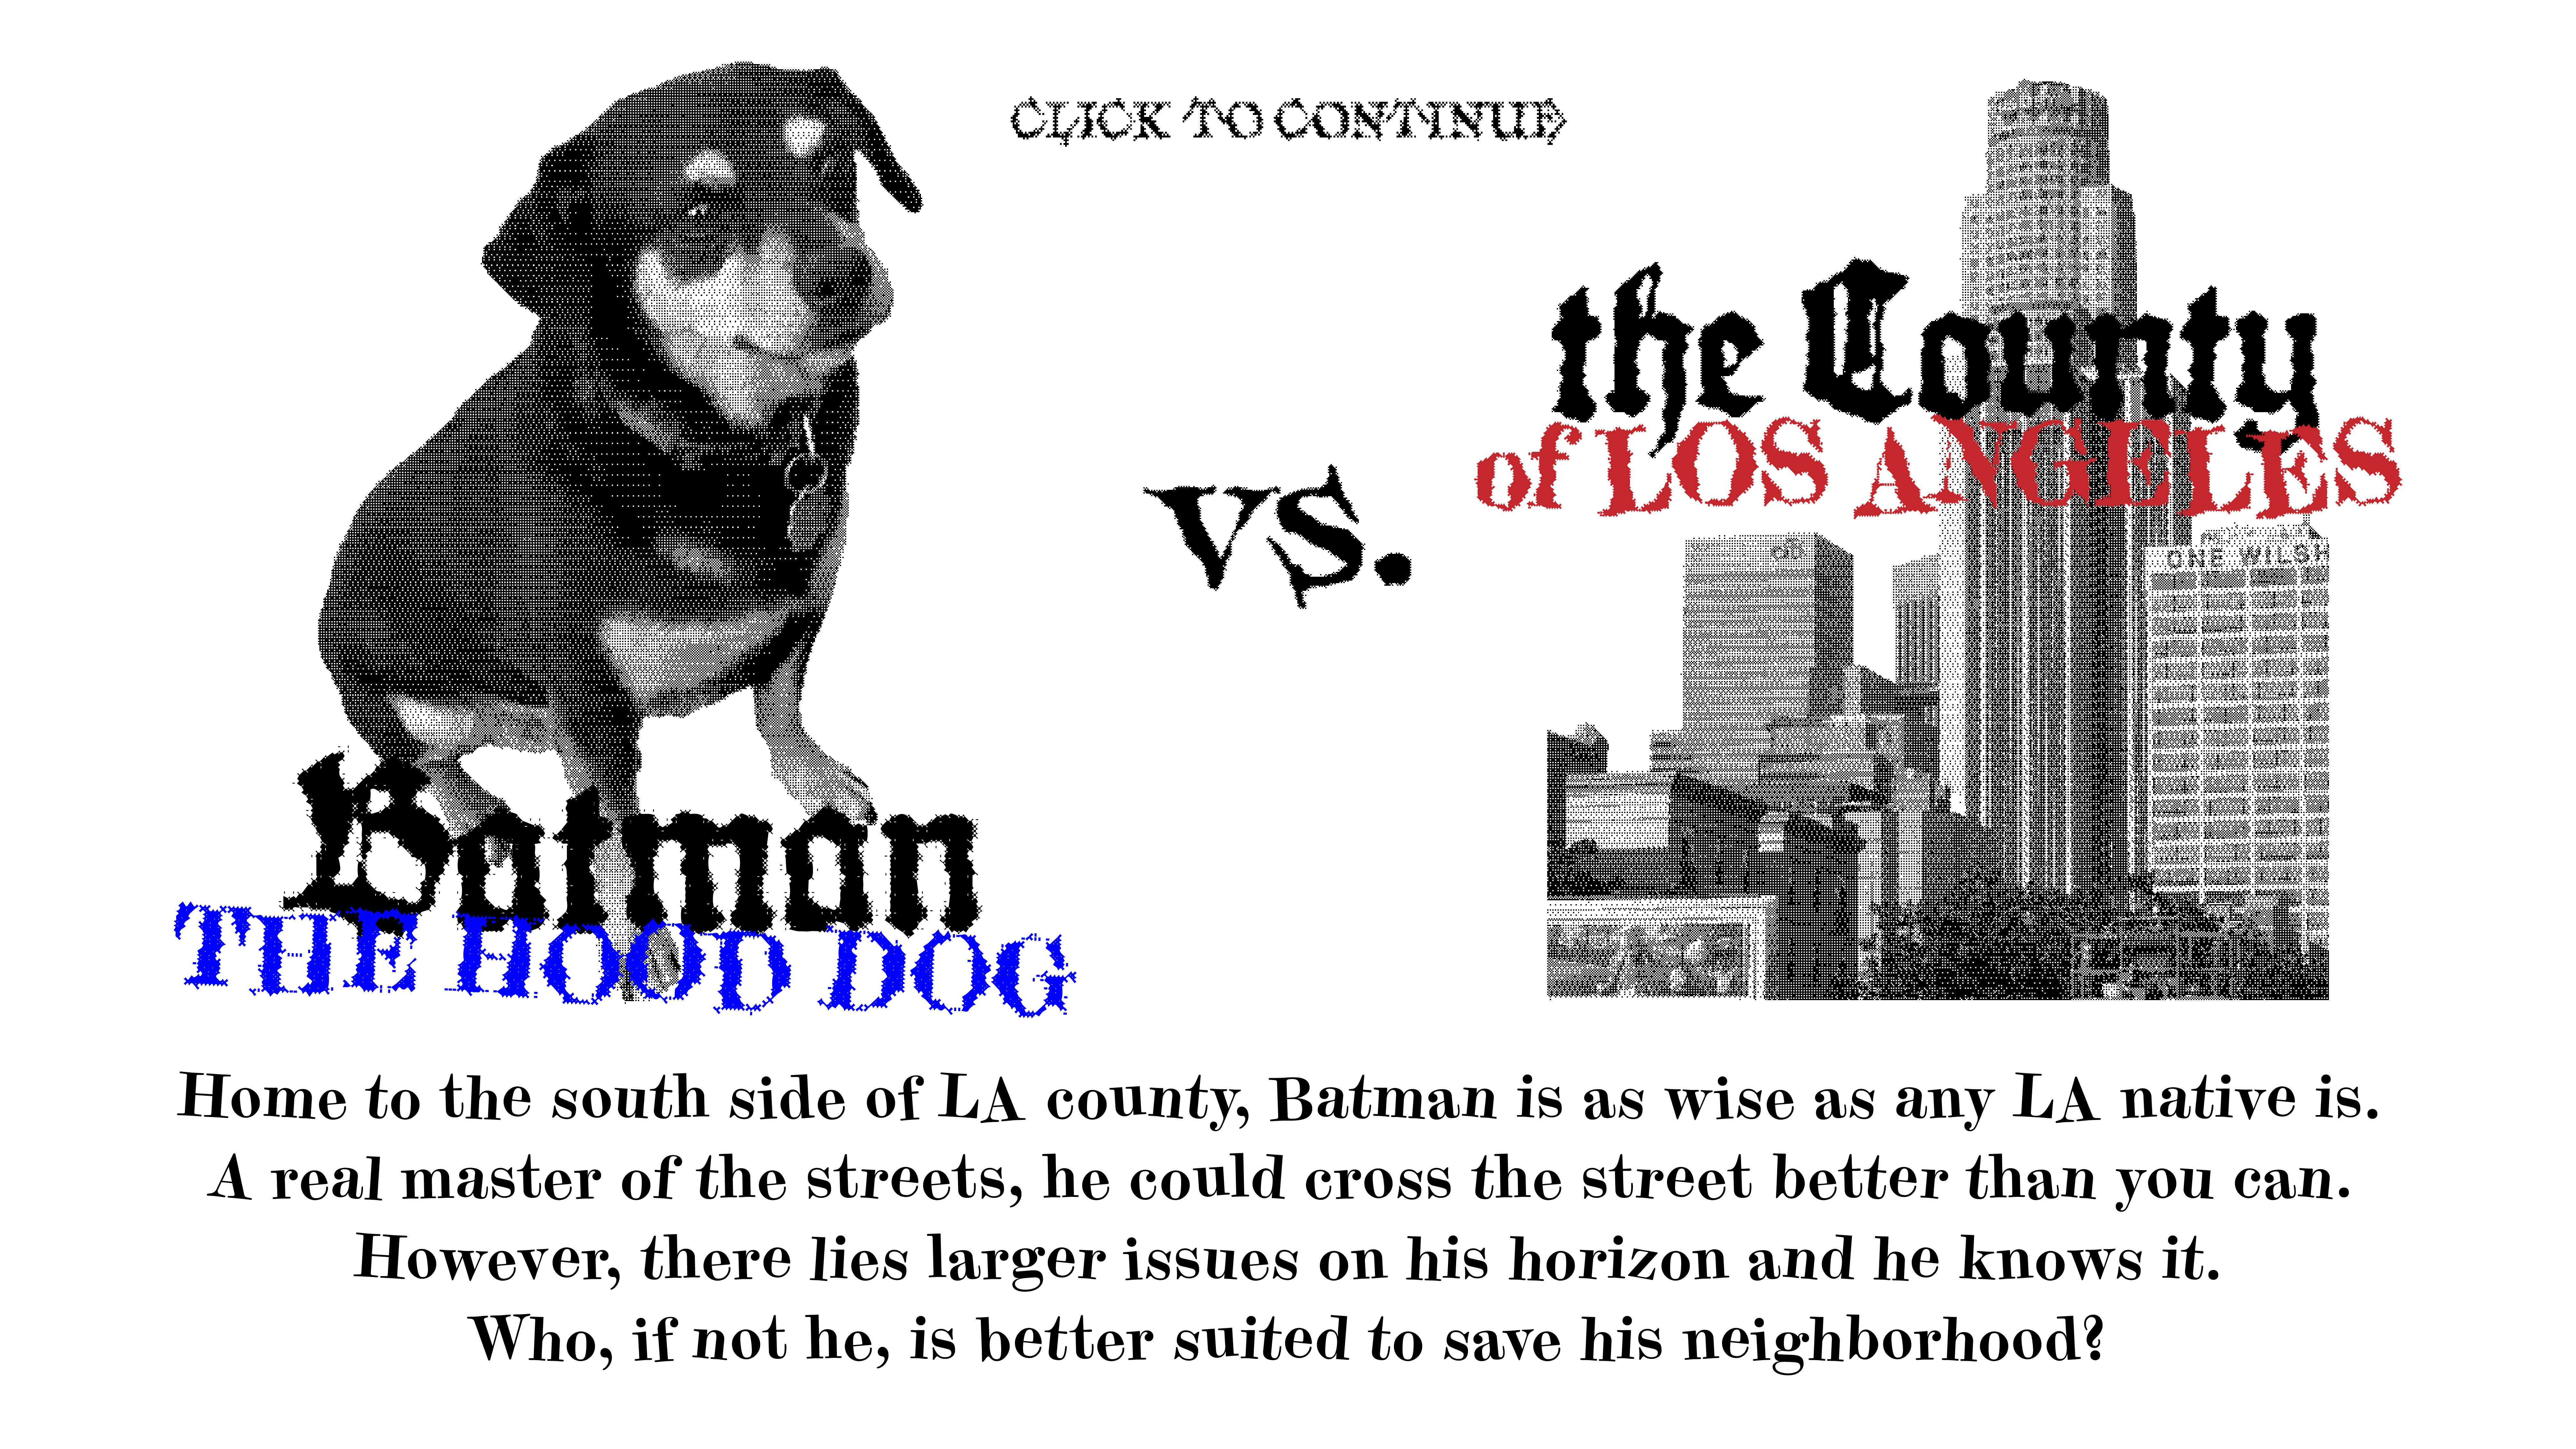 CLICK TO CONTINUE
Batman
THE HOOD DOG
vs.
the County
of LOS ANGELES
ONE WILSH
Home to the south side of LA county, Batman is as wise as any LA native is.
A real master of the streets, he could cross the street better than you can.
However, there lies larger issues on his horizon and he knows it.
Who, if not he, is better suited to save his neighborhood?